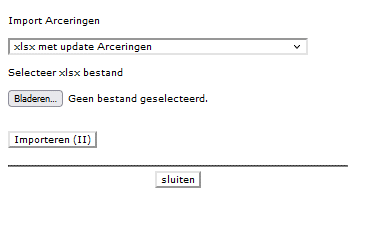 Import Arceringen
xlsx met update Arceringen
Selecteer xlsx bestand
Bladeren... Geen bestand geselecteerd.
Importeren (II)
sluiten